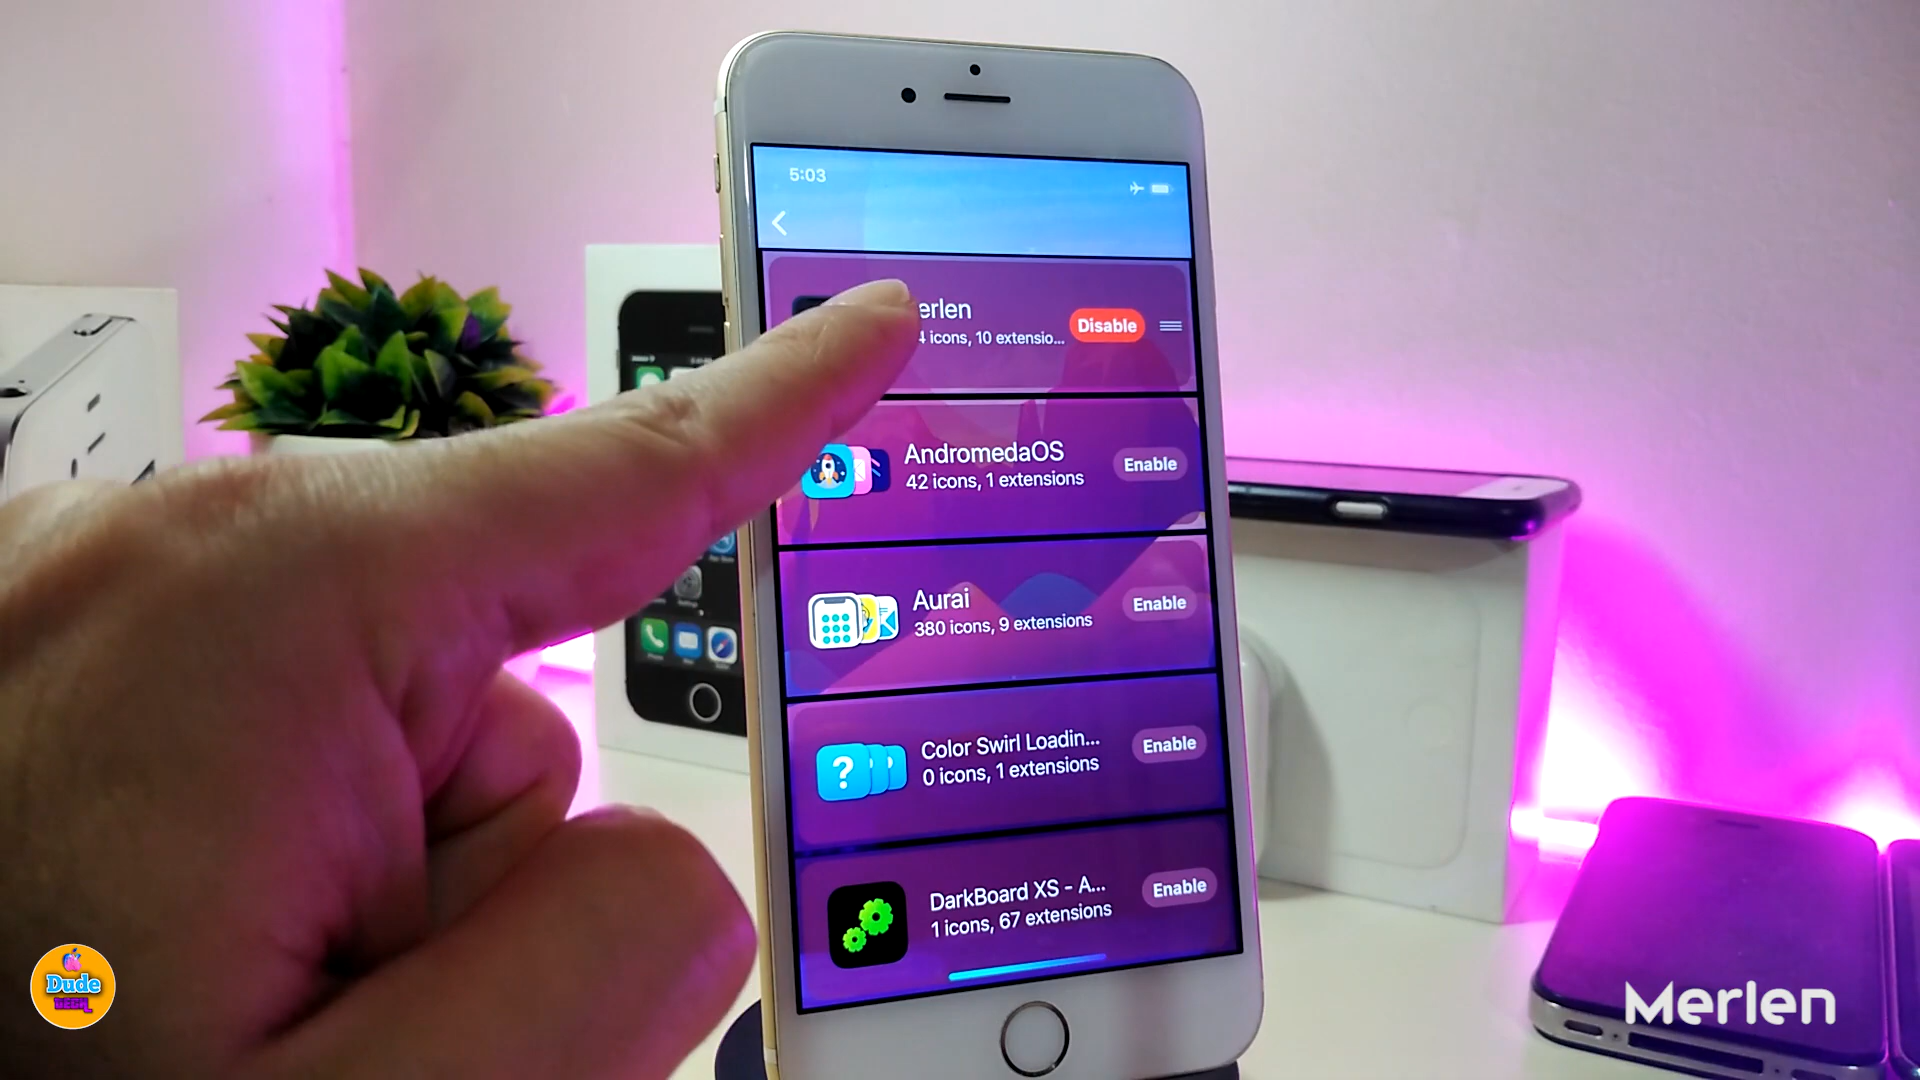 5:03
erlen
4 icons, 10 extensio...
Disable
AndromedaOS
42 icons, 1 extensions
Enable
Aurai
380 icons, 9 extensions
Enable
Color Swirl Loadin...
0 icons, 1 extensions
Enable
?
DarkBoard XS - A...
1 icons, 67 extensions
Enable
Dude
TECH
Merlen